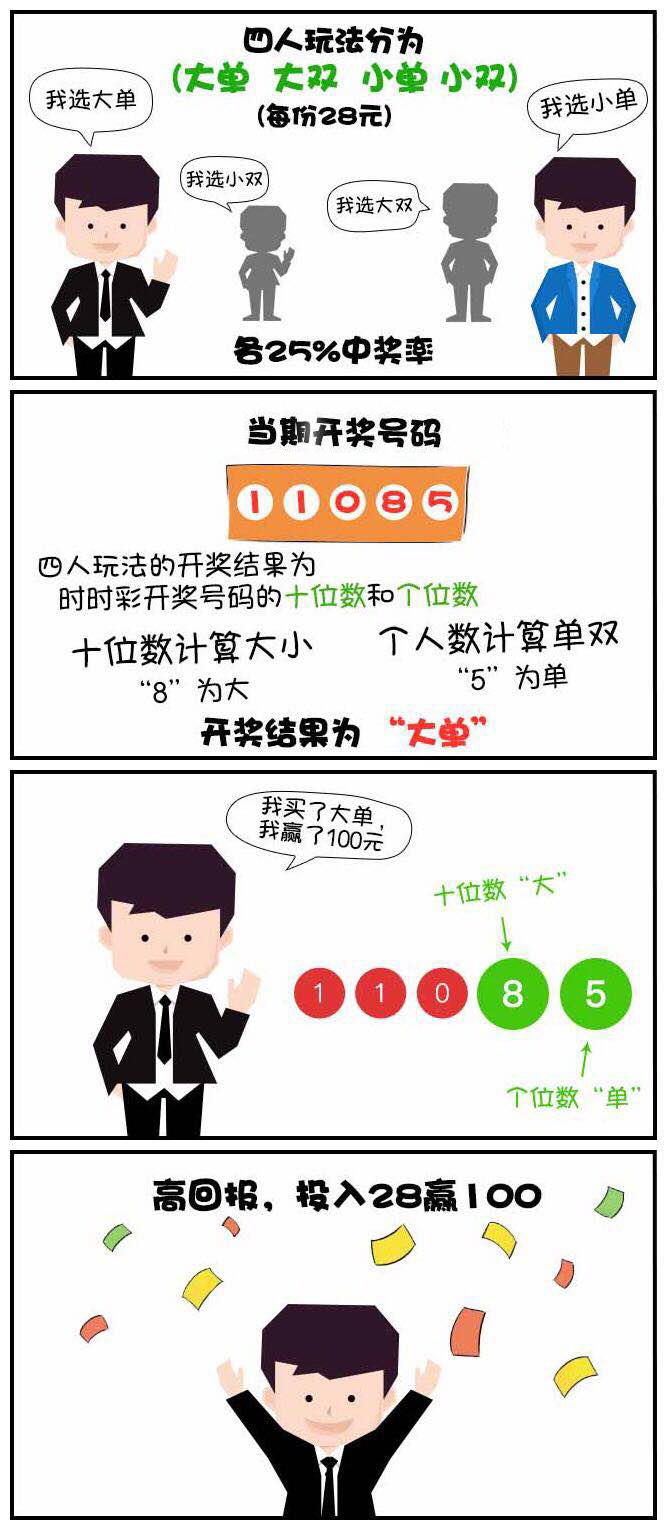 四人玩法分为
(大单 大双 小单 小双)
(每份28元)
我选大单
我选小单
我选小双
我选大双
各25%中奖率
当期开奖号码
11085
四人玩法的开奖结果为
时时彩开奖号码的十位数和个位数
十位数计算大小
个人数计算单双
“8”为大
“5”为单
开奖结果为 “大单”
我买了大单,
我赢了100元
十位数“大”
1 1 0 8 5
个位数“单”
高回报，投入28赢100